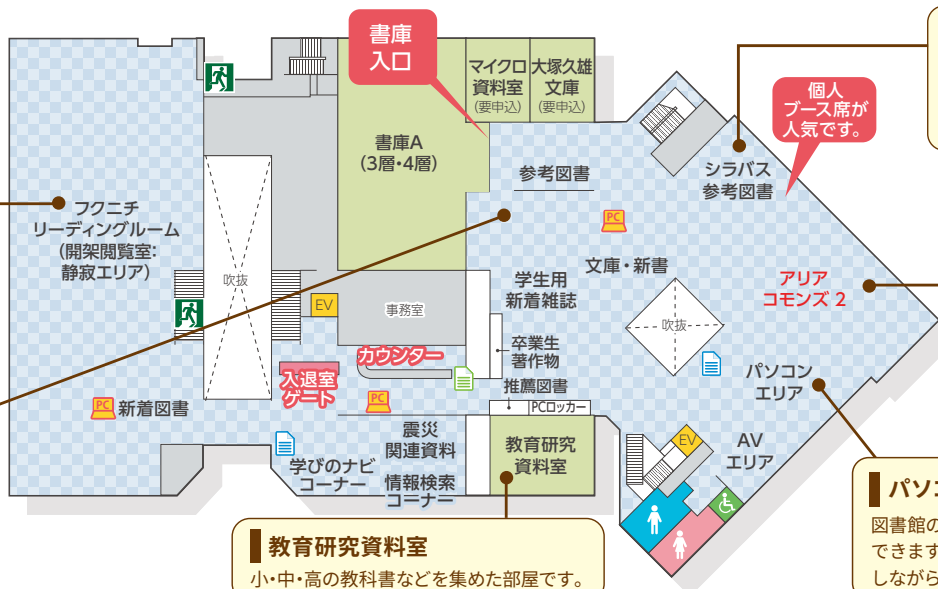 書庫
入口
マイクロ
資料室
(要申込)
大塚久雄
文庫
(要申込)
個人
ブース席が
人気です。
書庫A
(3層・4層)
参考図書
シラバス
参考図書
PC
フクニチ
リーディングルーム
(開架閲覧室:
静寂エリア)
吹抜
文庫・新書
学生用
新着雑誌
アリア
コモンズ 2
EV
事務室
吹抜
卒業生
著作物
カウンター
入退室
ゲート
推薦図書
PCロッカー
パソコン
エリア
PC
新着図書
PC
震災
関連資料
教育研究
資料室
EV
AV
エリア
学びのナビ
コーナー
情報検索
コーナー
教育研究資料室
小・中・高の教科書などを集めた部屋です。
パソコ
図書館の
できます
しながら